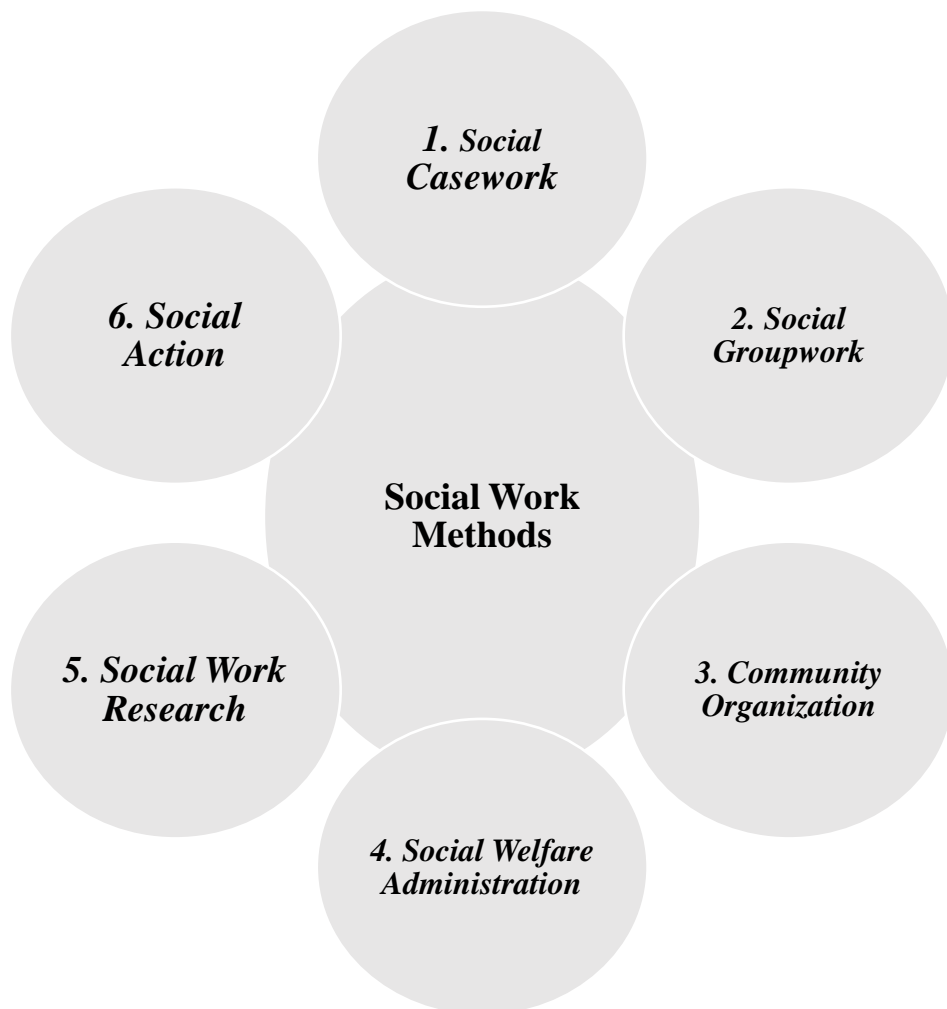 1. Social
Casework
2. Social
Groupwork
3. Community
Organization
4. Social Welfare
Administration
5. Social Work
Research
6. Social
Action
Social Work
Methods